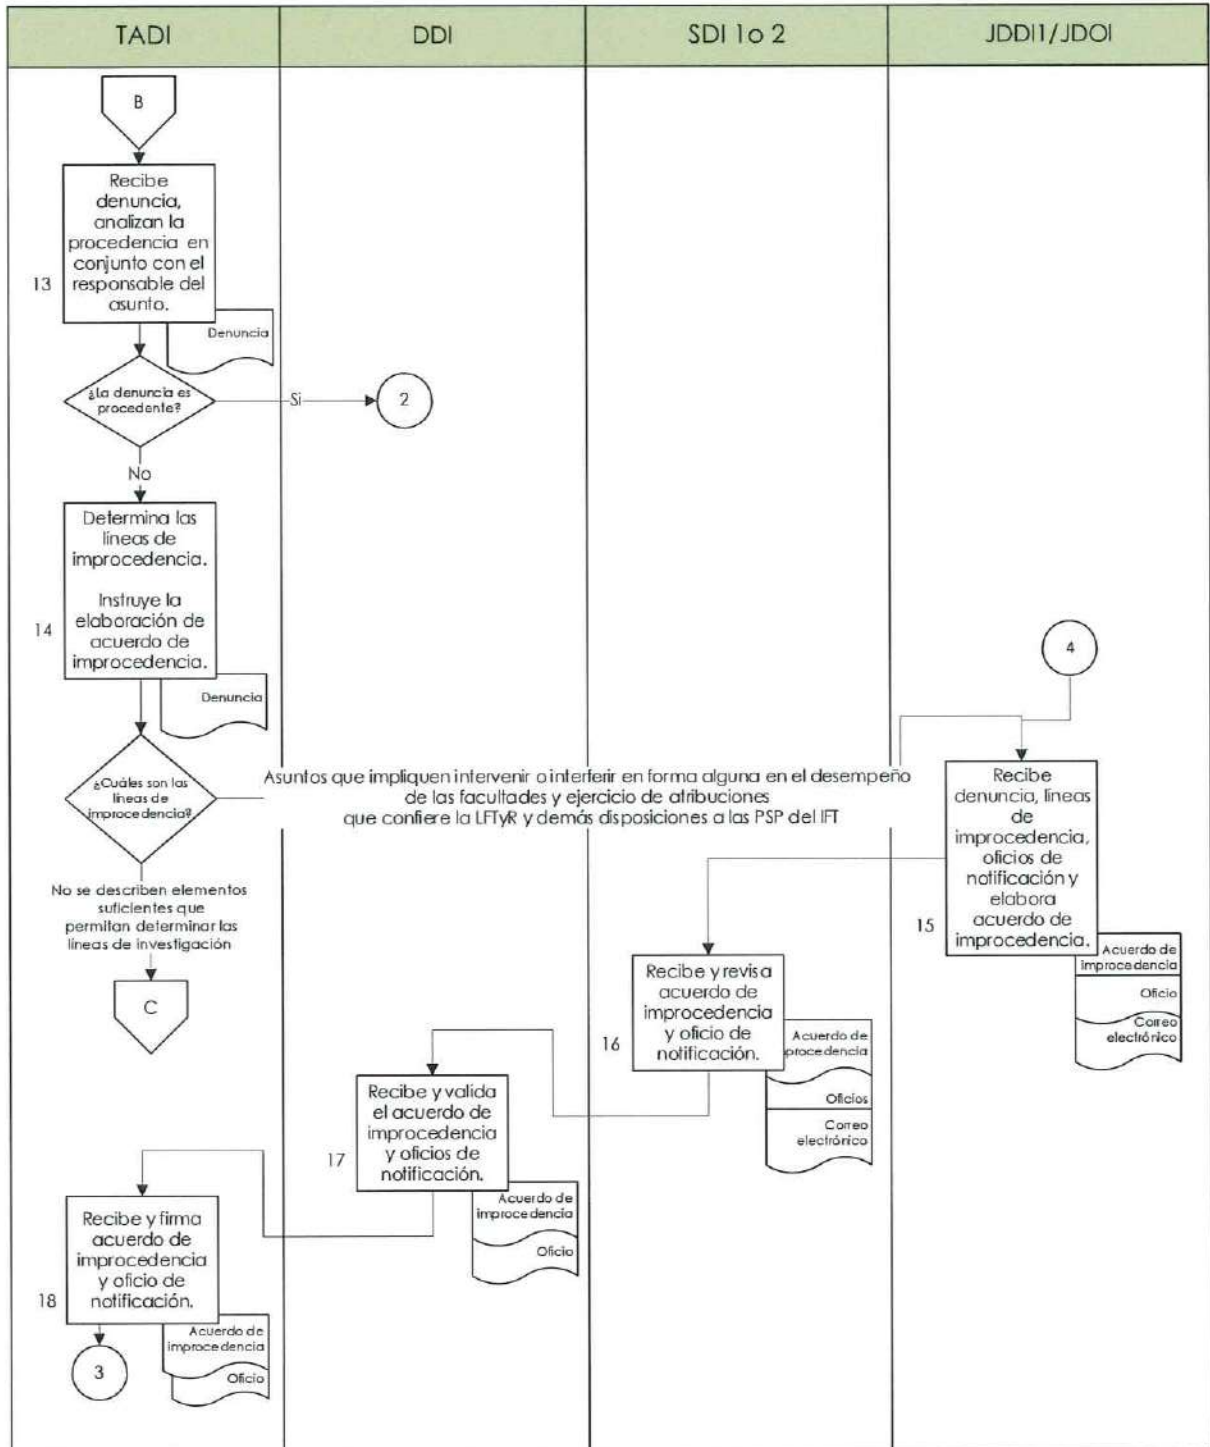 TADI
DDI
SDI 1o 2
JDDI1/JDOI
B
Recibe
denuncia,
analizan la
procedencia en
conjunto con el
responsable del
asunto.
13
Denuncia
¿La denuncia es
procedente?
Si
2
No
Determina las
líneas de
improcedencia.
Instruye la
elaboración de
acuerdo de
improcedencia.
14
Denuncia
4
¿Cuáles son las
líneas de
improcedencia?
Asuntos que impliquen intervenir o interferir en forma alguna en el desempeño
de las facultades y ejercicio de atribuciones
que confiere la LFTyR y demás disposiciones a las PSP del IFT
No se describen elementos
suficientes que
permitan determinar las
líneas de investigación
C
Recibe
denuncia, líneas
de
improcedencia,
oficios de
notificación y
elabora
acuerdo de
improcedencia.
15
Acuerdo de
improcedencia
Oficio
Correo
electrónico
Recibe y revisa
acuerdo de
improcedencia
y oficio de
notificación.
16
Acuerdo de
procedencia
Oficios
Correo
electrónico
Recibe y valida
el acuerdo de
improcedencia
y oficios de
notificación.
17
Acuerdo de
improcedencia
Oficio
Recibe y firma
acuerdo de
improcedencia
y oficio de
notificación.
18
Acuerdo de
improcedencia
Oficio
3